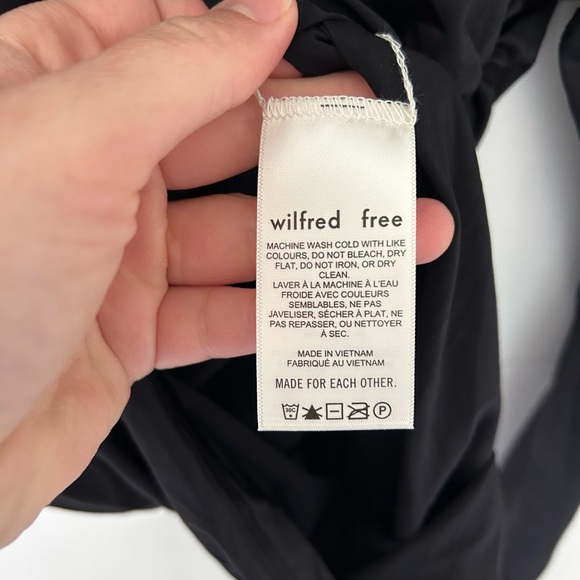 wilfred free
MACHINE WASH COLD WITH LIKE
COLOURS, DO NOT BLEACH, DRY
FLAT, DO NOT IRON, OR DRY
CLEAN.
LAVER À LA MACHINE À L'EAU
FROIDE AVEC COULEURS
SEMBLABLES, NE PAS
JAVELISER, SÉCHER À PLAT, NE
PAS REPASSER, OU NETTOYER
À SEC.
MADE IN VIETNAM
FABRIQUÉ AU VIETNAM
MADE FOR EACH OTHER.
30C P